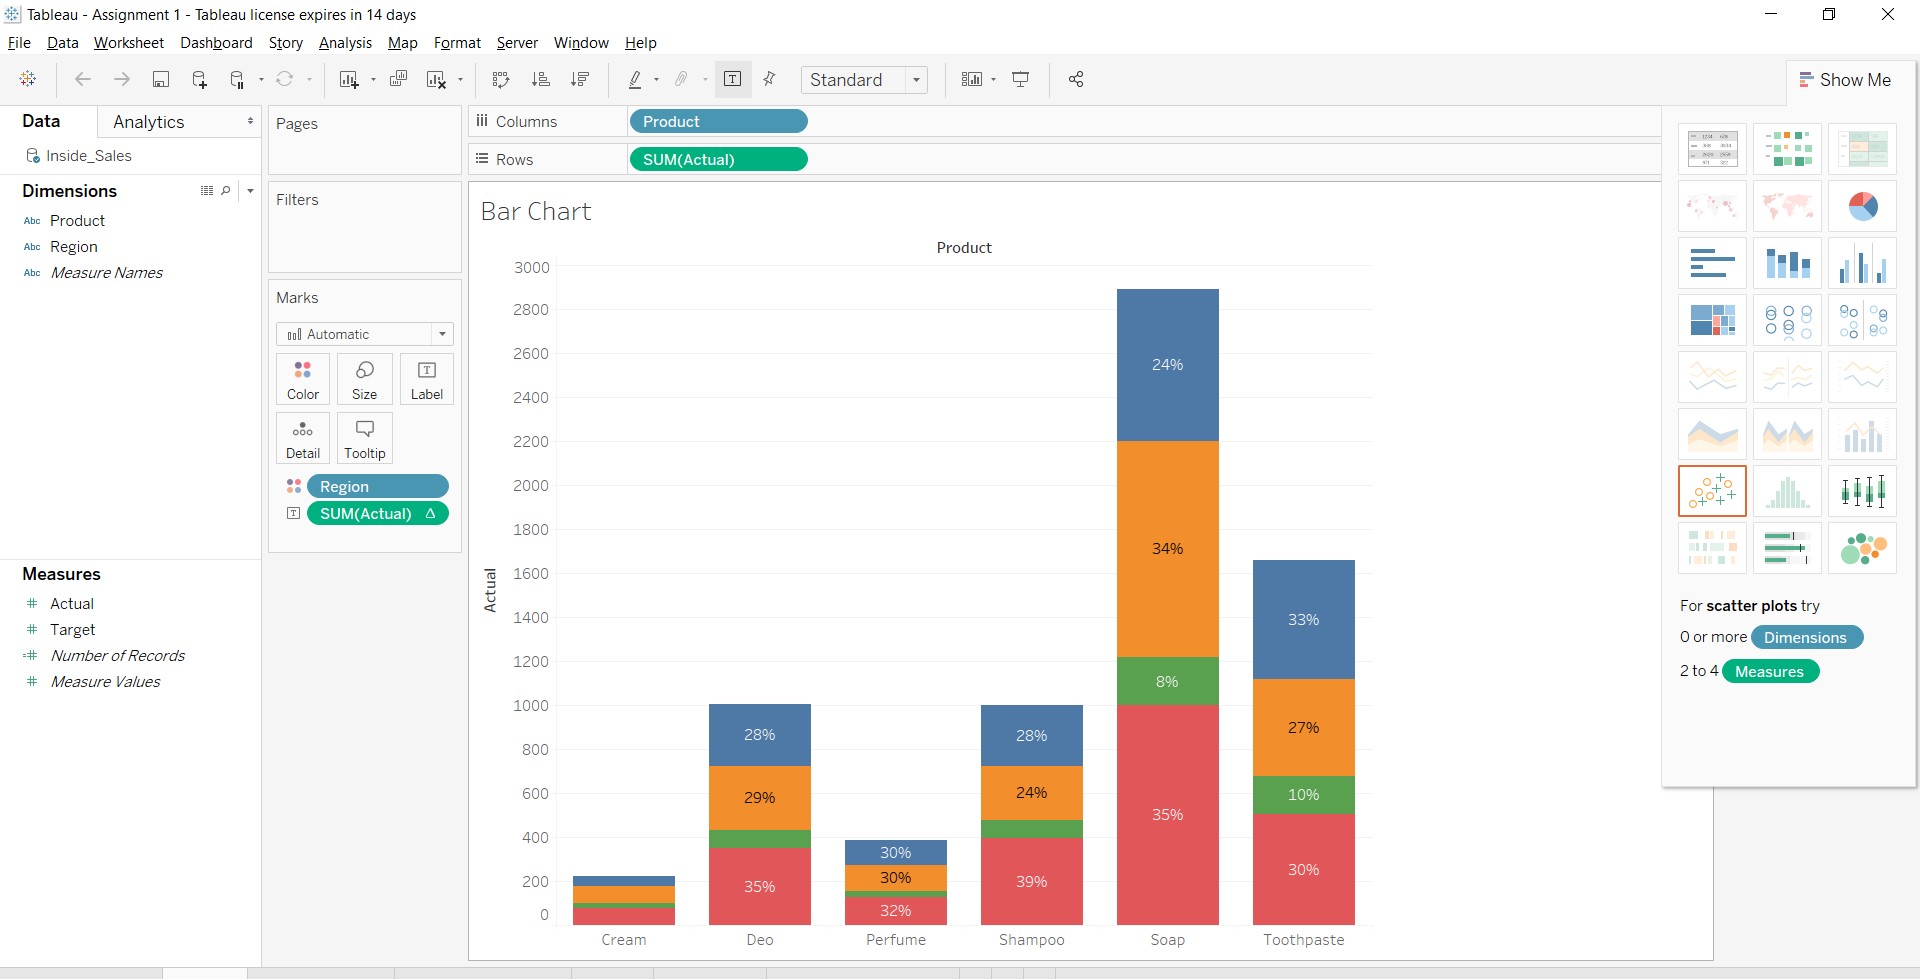 Tableau - Assignment 1 - Tableau license expires in 14 days
File Data Worksheet Dashboard Story Analysis Map Format Server Window Help
Standard
Show Me
Data
Analytics
Inside_Sales
Dimensions
Abc Product
Abc Region
Abc Measure Names
Measures
# Actual
# Target
=# Number of Records
# Measure Values
Pages
Filters
Marks
Automatic
Color Size Label
Detail Tooltip
Region
SUM(Actual) Δ
Columns Product
Rows SUM(Actual)
Bar Chart
Product
Actual
3000
2800
2600
2400
2200
2000
1800
1600
1400
1200
1000
800
600
400
200
0
28%
29%
35%
30%
30%
32%
28%
24%
39%
24%
34%
8%
35%
33%
27%
10%
30%
Cream Deo Perfume Shampoo Soap Toothpaste
For scatter plots try
0 or more Dimensions
2 to 4 Measures